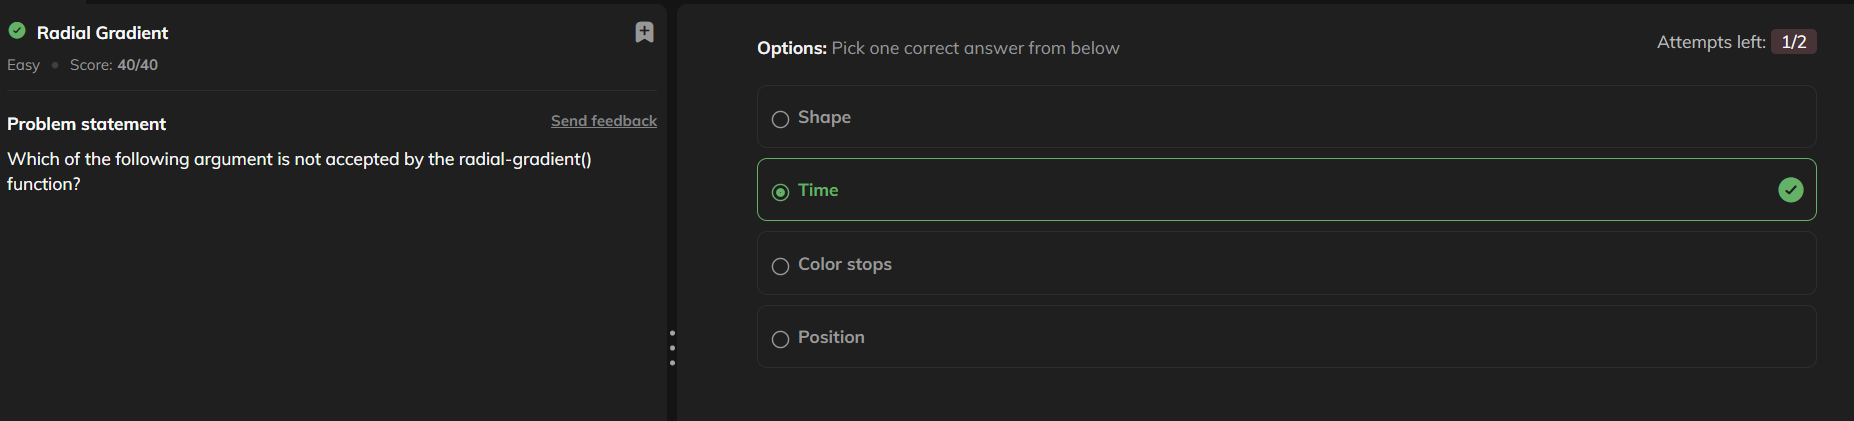 Radial Gradient
Easy Score: 40/40
Problem statement
Send feedback
Which of the following argument is not accepted by the radial-gradient()
function?
Options: Pick one correct answer from below
Attempts left: 1/2
Shape
Time
Color stops
Position